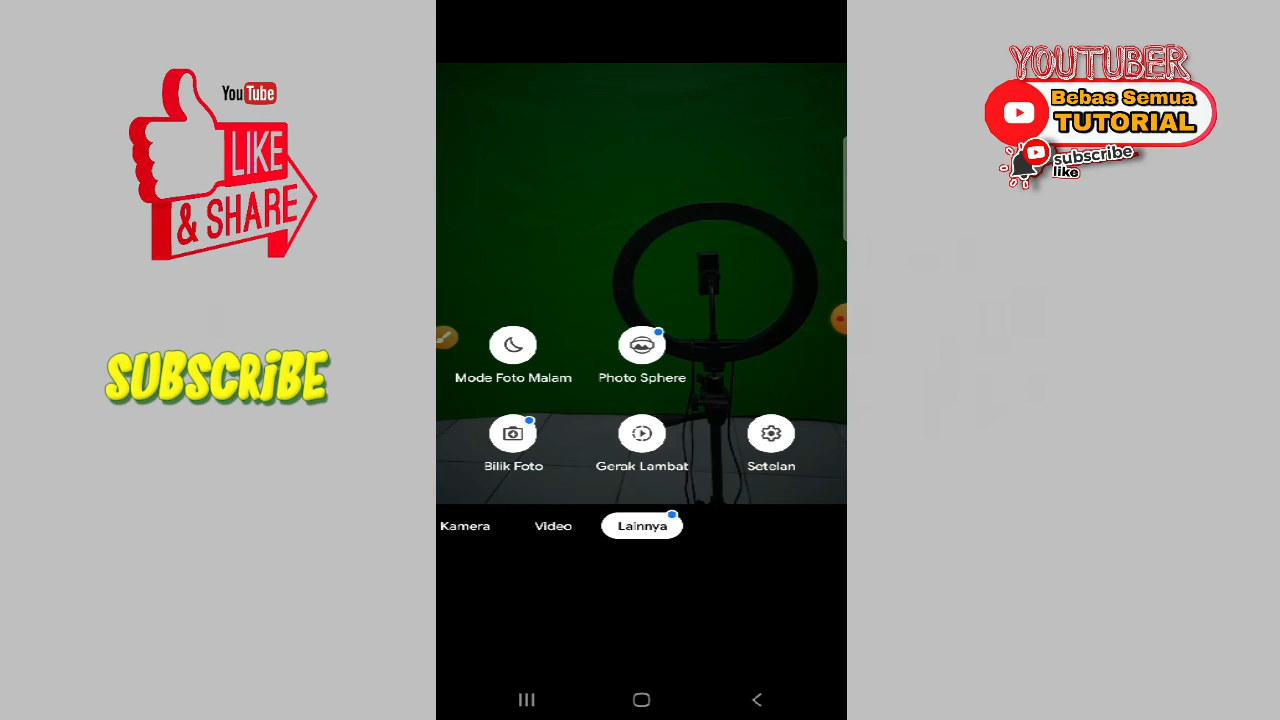 YouTube
LIKE
& SHARE
SUBSCRiBE
Mode Foto Malam
Photo Sphere
Bilik Foto
Gerak Lambat
Setelan
Kamera
Video
Lainnya
YOUTUBER
Bebas Semua
TUTORIAL
subscribe
like